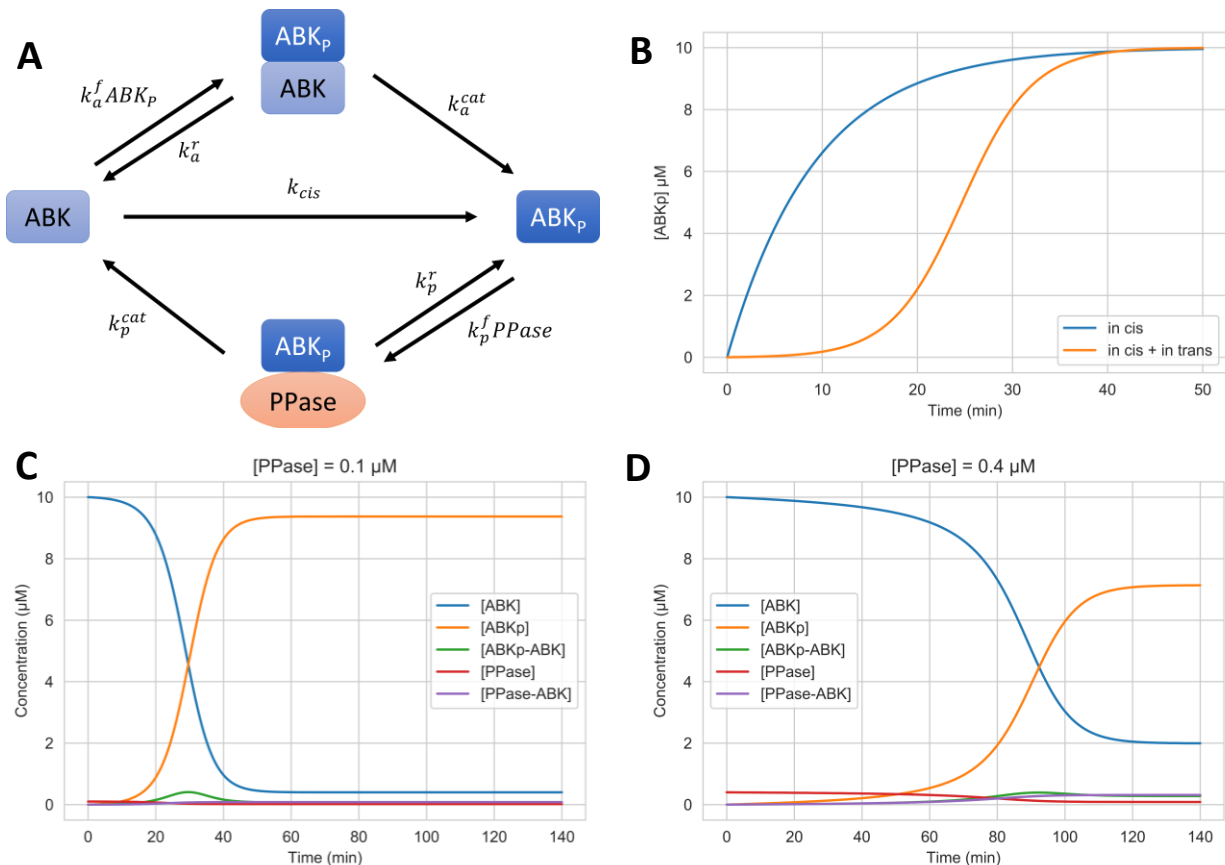 A
ABKₚ
ABK
k_a^f ABK_P
k_a^r
k_a^cat
ABK
k_cis
ABKₚ
k_p^cat
k_p^r
k_p^f PPase
ABKₚ
PPase
B
[ABKp] μM
10
8
6
4
2
0
in cis
in cis + in trans
0 10 20 30 40 50
Time (min)
C
[PPase] = 0.1 μM
Concentration (μM)
10
8
6
4
2
0
[ABK]
[ABKp]
[ABKp-ABK]
[PPase]
[PPase-ABK]
0 20 40 60 80 100 120 140
Time (min)
D
[PPase] = 0.4 μM
Concentration (μM)
10
8
6
4
2
0
[ABK]
[ABKp]
[ABKp-ABK]
[PPase]
[PPase-ABK]
0 20 40 60 80 100 120 140
Time (min)